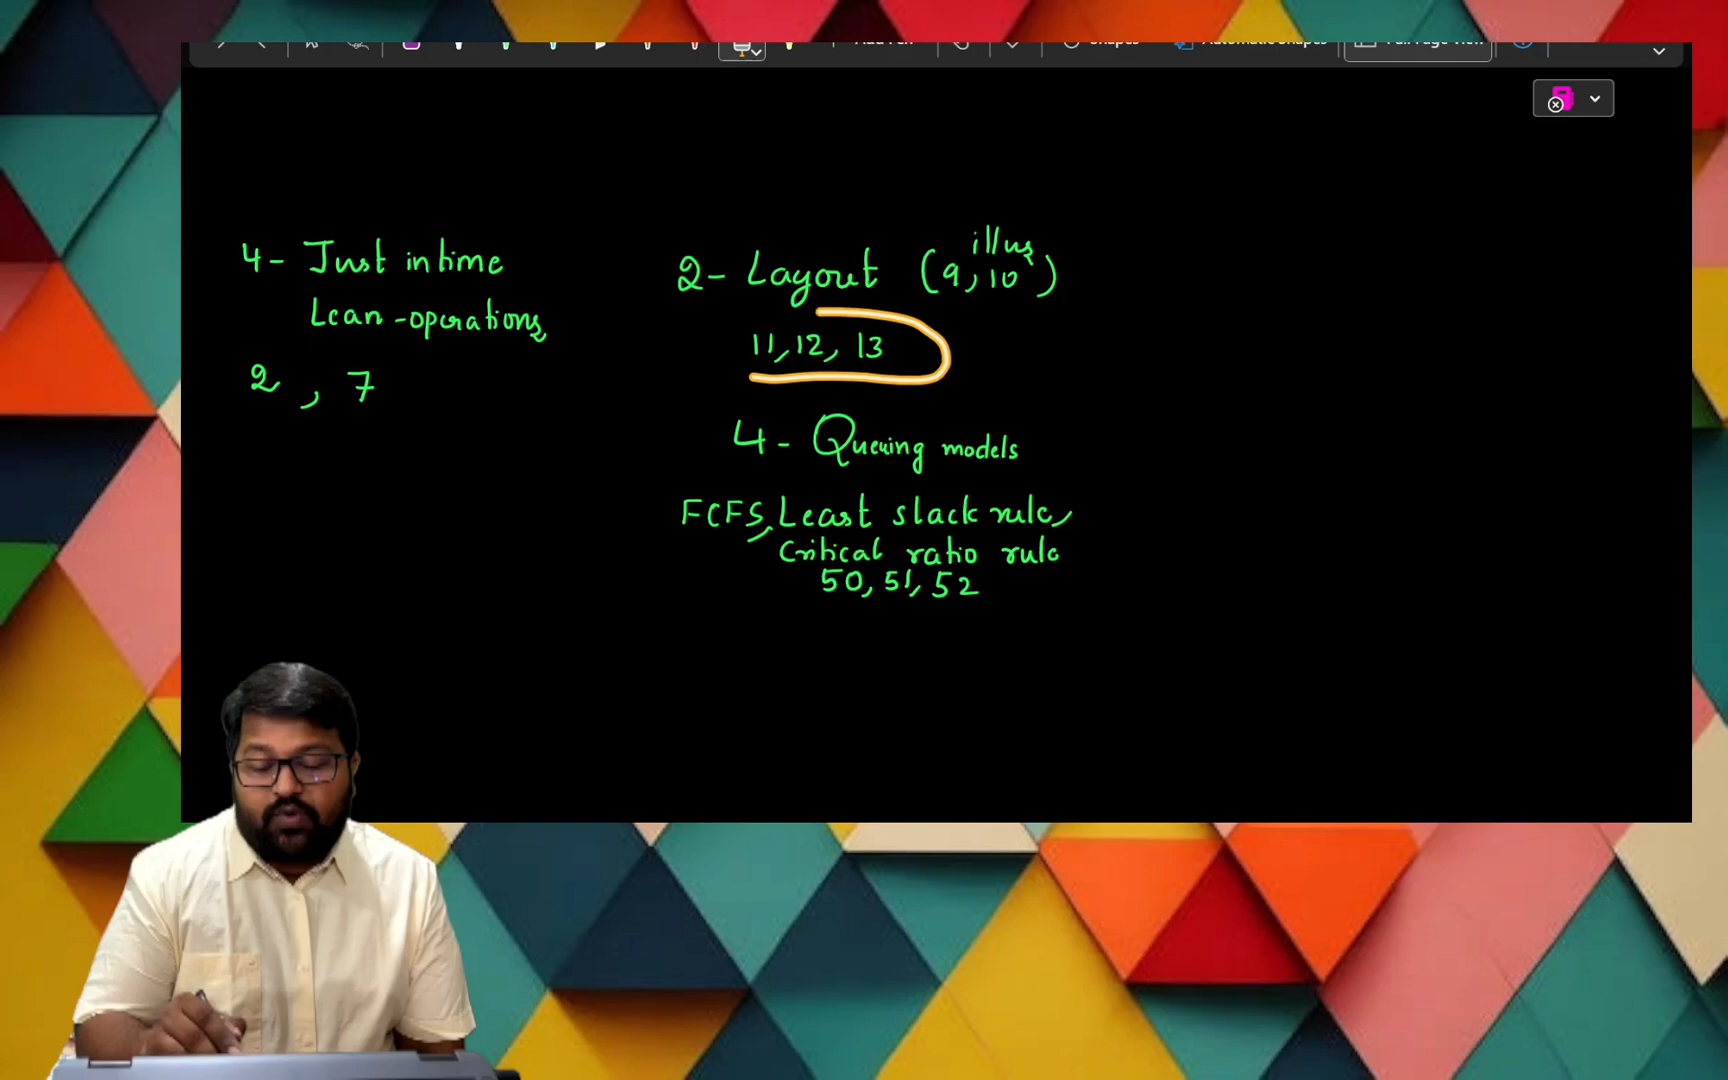 4- Just in time
Lean -operations
2 , 7
illus
2- Layout (9, 10)
11, 12, 13
4 - Queuing models
FCFS, Least slack rule,
Critical ratio rule
50, 51, 52